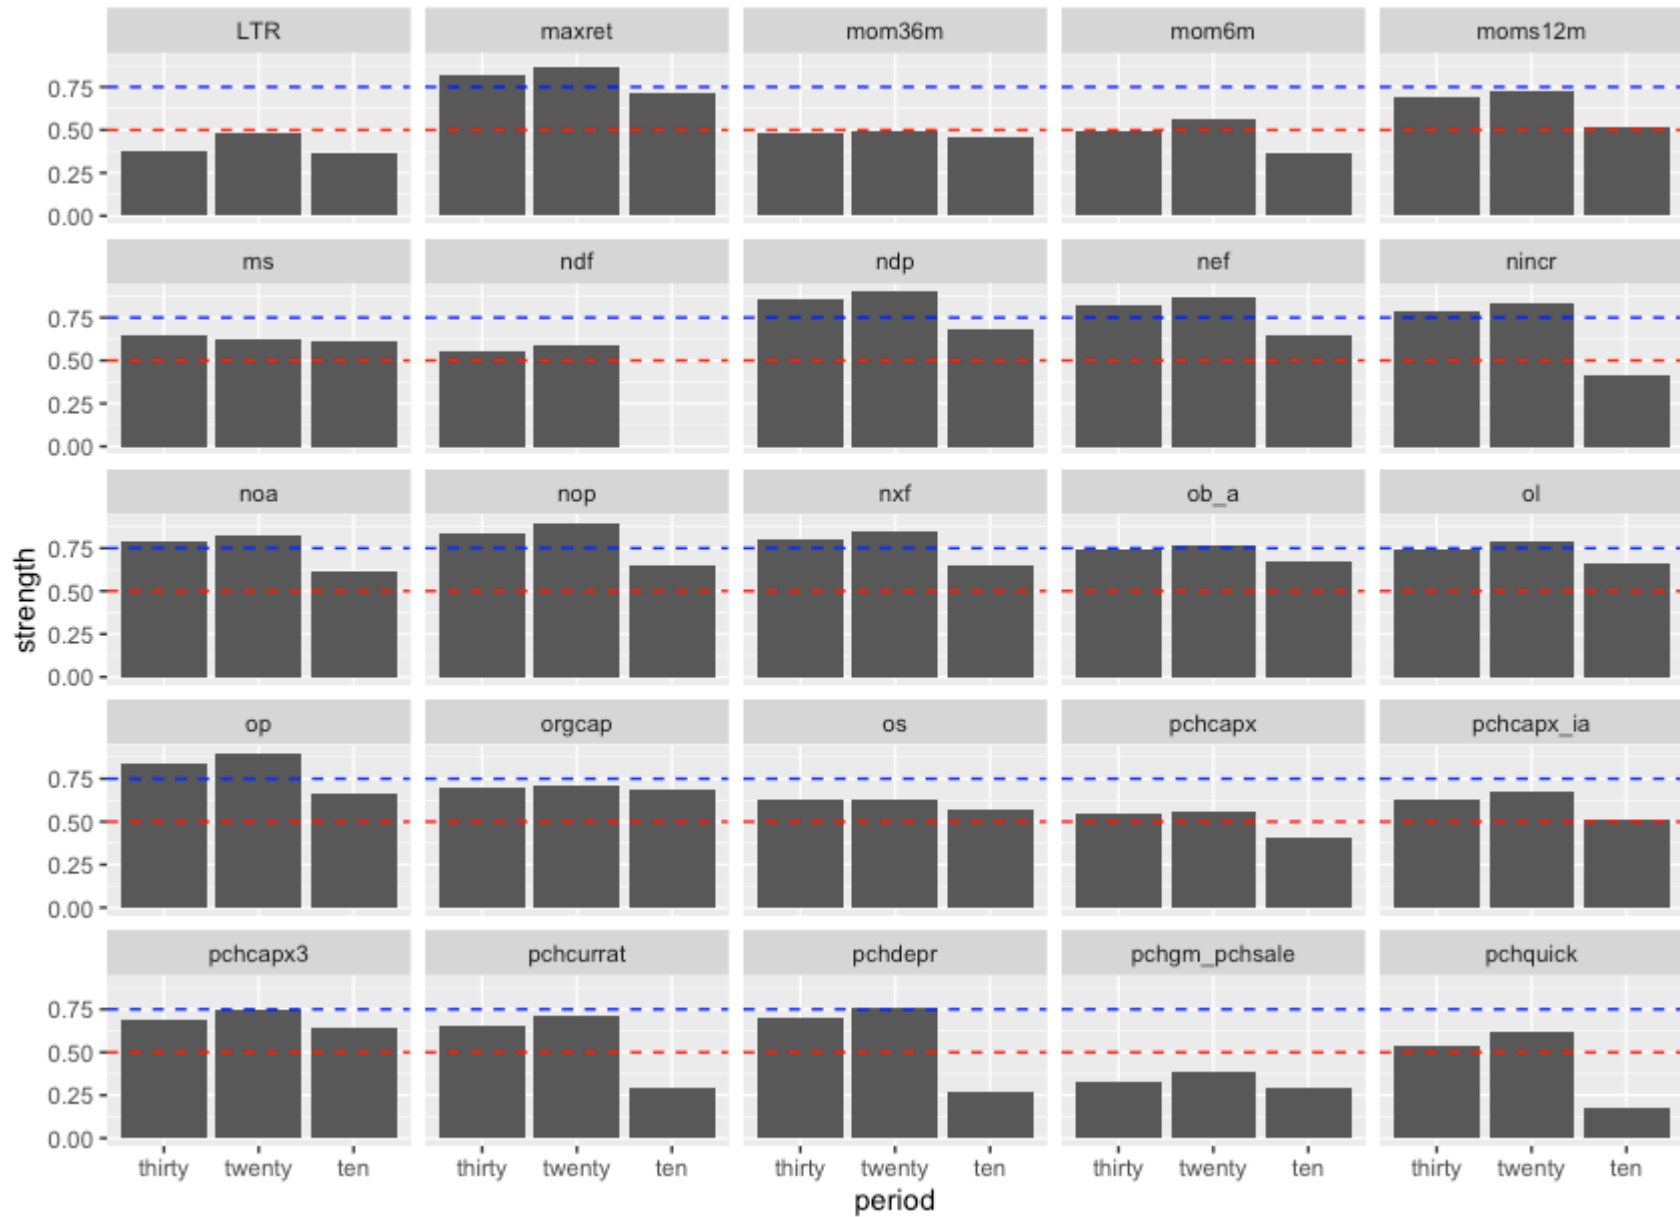 LTR maxret mom36m mom6m moms12m
0.75
0.50
0.25
0.00
ms ndf ndp nef nincr
0.75
0.50
0.25
0.00
noa nop nxf ob_a ol
0.75
0.50
0.25
0.00
strength
op orgcap os pchcapx pchcapx_ia
0.75
0.50
0.25
0.00
pchcapx3 pchcurrat pchdepr pchgm_pchsale pchquick
0.75
0.50
0.25
0.00
thirty twenty ten thirty twenty ten thirty twenty ten thirty twenty ten thirty twenty ten
period